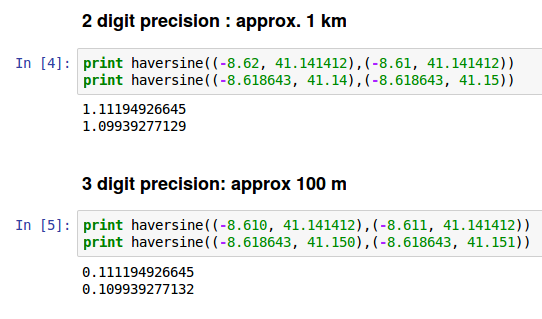 2 digit precision : approx. 1 km
In [4]: print haversine((-8.62, 41.141412),(-8.61, 41.141412))
print haversine((-8.618643, 41.14),(-8.618643, 41.15))
1.11194926645
1.09939277129
3 digit precision: approx 100 m
In [5]: print haversine((-8.610, 41.141412),(-8.611, 41.141412))
print haversine((-8.618643, 41.150),(-8.618643, 41.151))
0.111194926645
0.109939277132